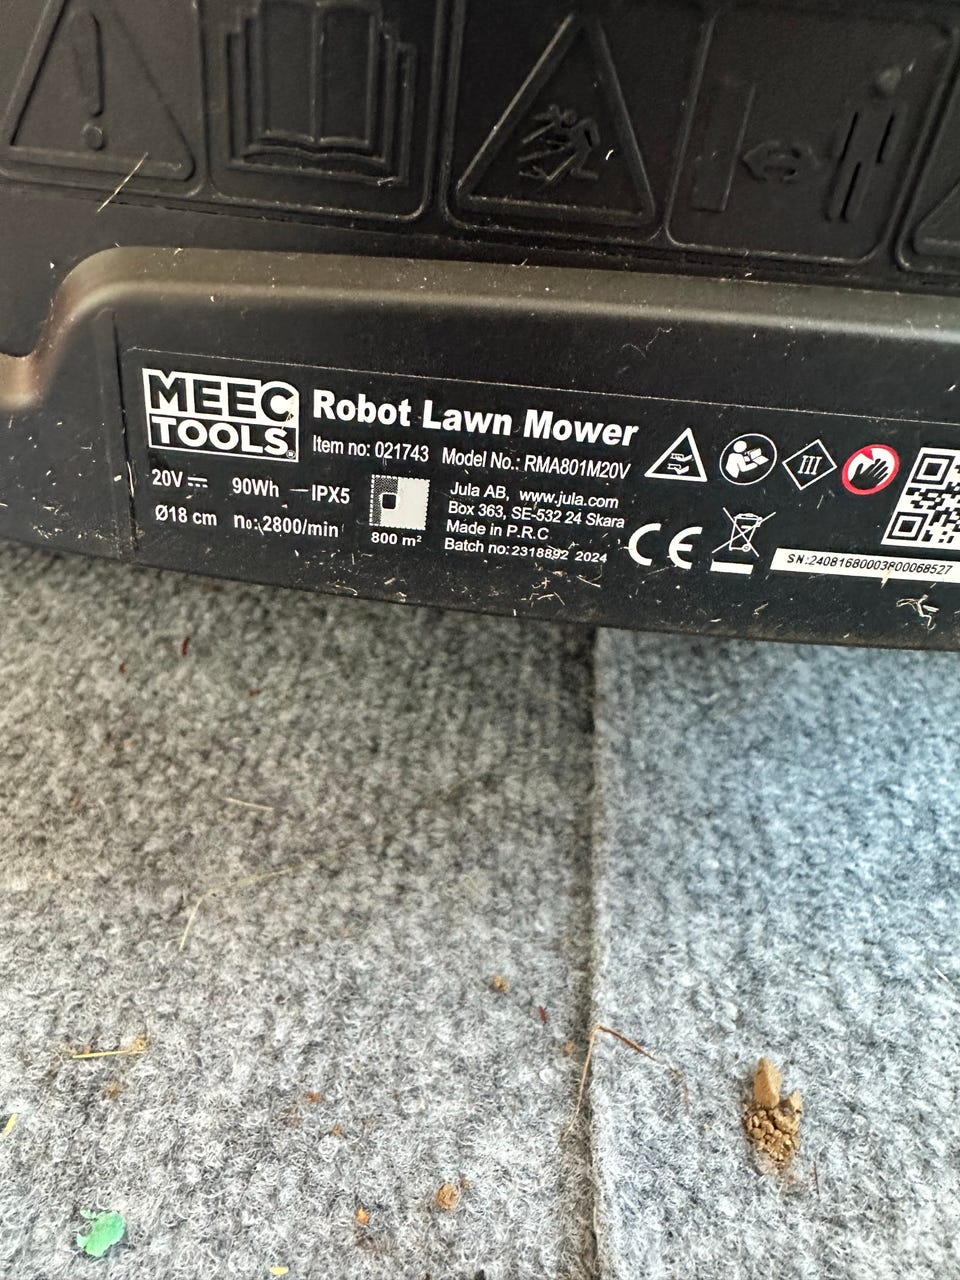 MEEC
TOOLS®
Robot Lawn Mower
Item no: 021743 Model No.: RMA801M20V
20V 90Wh IPX5
Ø18 cm n₀:2800/min
800 m²
Jula AB, www.jula.com
Box 363, SE-532 24 Skara
Made in P.R.C
Batch no: 2318892 2024
III
CE
SN:24081680003800068527